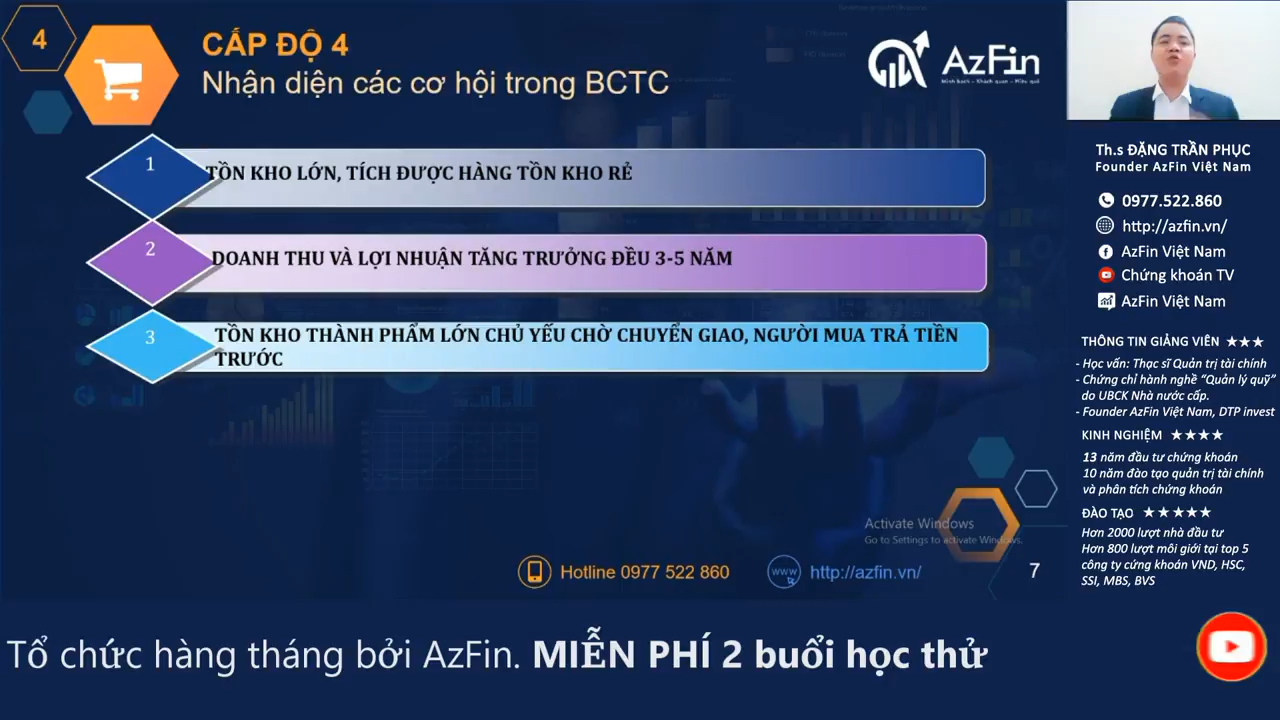 4
CẤP ĐỘ 4
Nhận diện các cơ hội trong BCTC
AzFin
1
TỒN KHO LỚN, TÍCH ĐƯỢC HÀNG TỒN KHO RẺ
2
DOANH THU VÀ LỢI NHUẬN TĂNG TRƯỞNG ĐỀU 3-5 NĂM
3
TỒN KHO THÀNH PHẨM LỚN CHỦ YẾU CHỜ CHUYỂN GIAO, NGƯỜI MUA TRẢ TIỀN
TRƯỚC
Activate Windows
Go to Settings to activate Windows.
Hotline 0977 522 860
www
http://azfin.vn/
7
Th.s ĐẶNG TRẦN PHỤC
Founder AzFin Việt Nam
0977.522.860
http://azfin.vn/
AzFin Việt Nam
Chứng khoán TV
AzFin Việt Nam
THÔNG TIN GIẢNG VIÊN ★★★
- Học vấn: Thạc sĩ Quản trị tài chính
- Chứng chỉ hành nghề “Quản lý quỹ”
do UBCK Nhà nước cấp.
- Founder AzFin Việt Nam, DTP invest
KINH NGHIỆM ★★★★
13 năm đầu tư chứng khoán
10 năm đào tạo quản trị tài chính
và phân tích chứng khoán
ĐÀO TẠO ★★★★★
Hơn 2000 lượt nhà đầu tư
Hơn 800 lượt môi giới tại top 5
công ty cứng khoán VND, HSC,
SSI, MBS, BVS
Tổ chức hàng tháng bởi AzFin. MIỄN PHÍ 2 buổi học thử